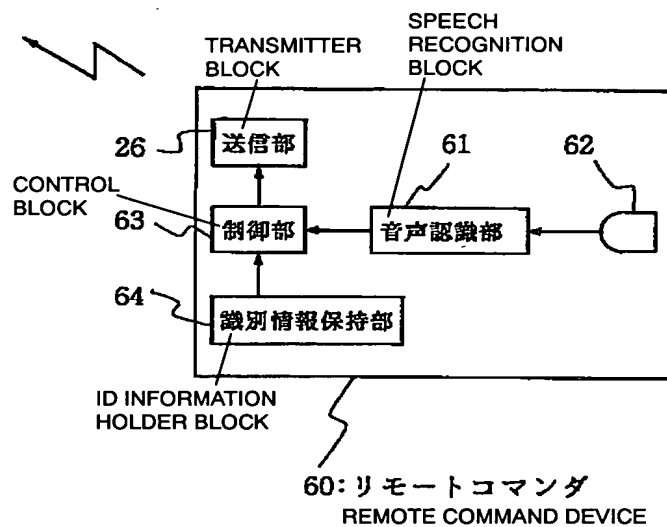 SPEECH
RECOGNITION
BLOCK
TRANSMITTER
BLOCK
26
送信部
61
62
CONTROL
BLOCK
63
制御部
音声認識部
64
識別情報保持部
ID INFORMATION
HOLDER BLOCK
60:リモートコマンダ
REMOTE COMMAND DEVICE